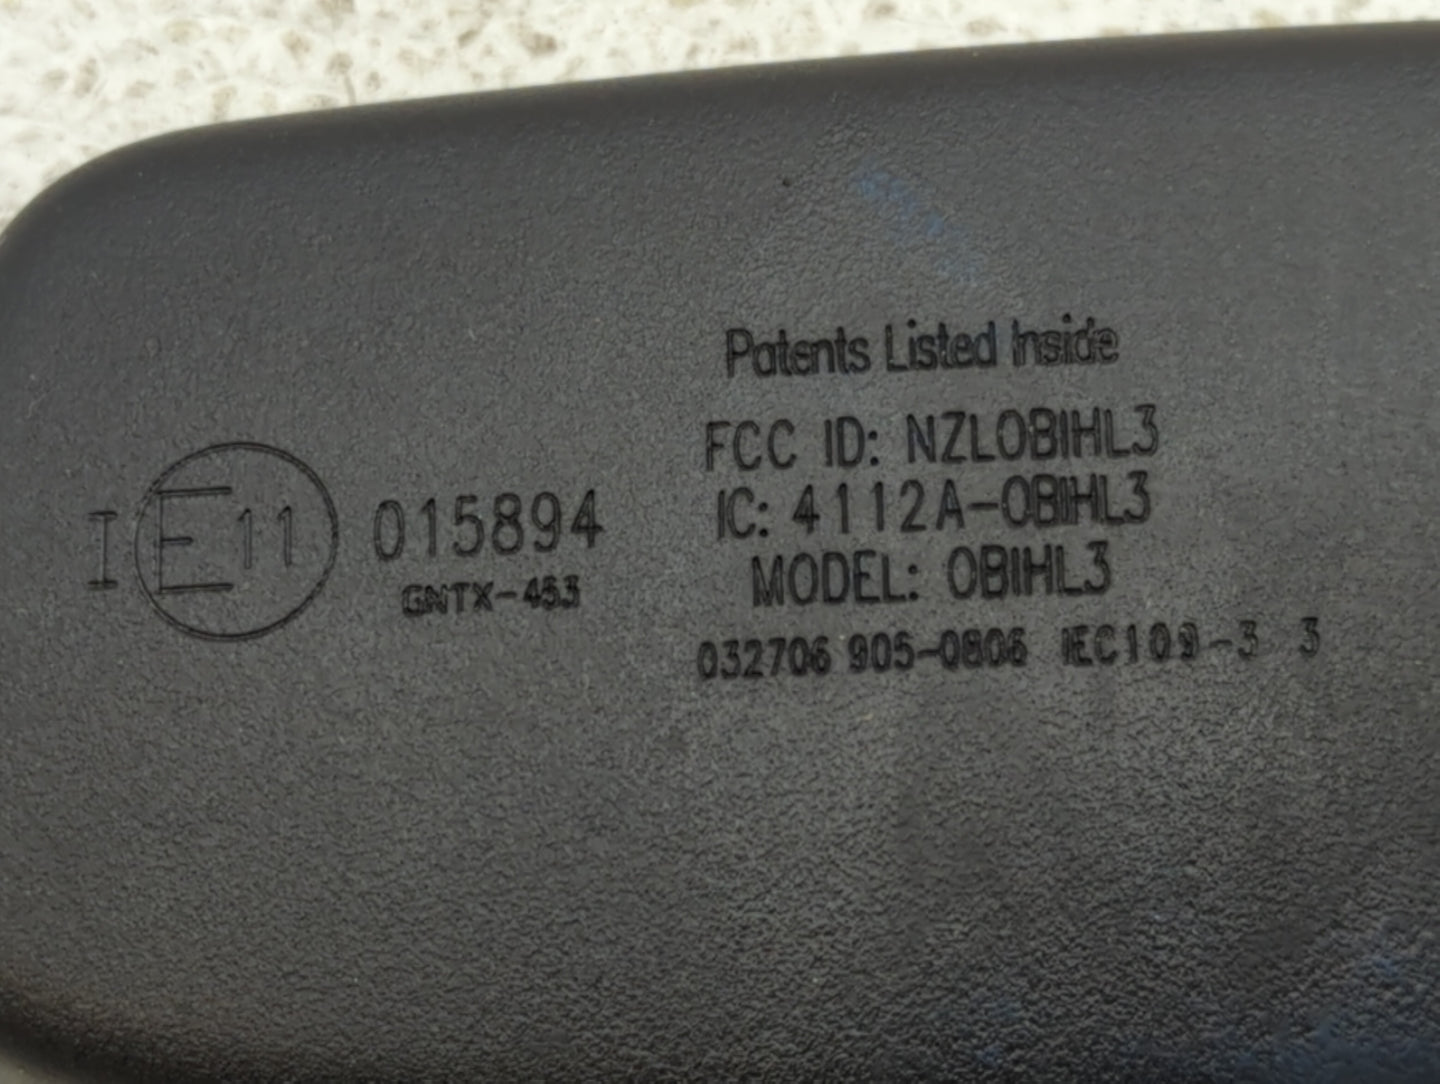 I E11 015894
GNTX-453
Patents Listed Inside
FCC ID: NZLOBIHL3
IC: 4112A-OBIHL3
MODEL: OBIHL3
032706 905-0806 IEC109-3 3